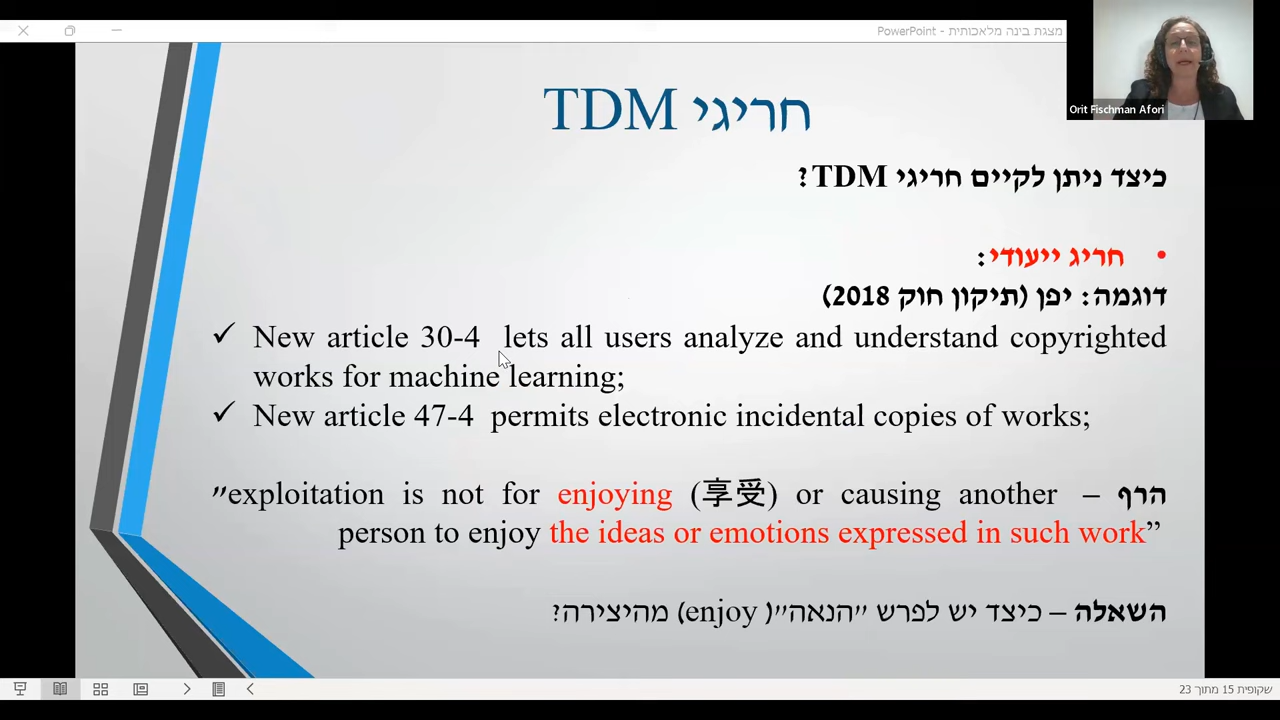 מצגת בינה מלאכותית - PowerPoint
Orit Fischman Afori
חריגי TDM
כיצד ניתן לקיים חריגי TDM?
• חריג ייעודי:
דוגמה: יפן (תיקון חוק 2018)
✓ New article 30-4 lets all users analyze and understand copyrighted
works for machine learning;
✓ New article 47-4 permits electronic incidental copies of works;
הרף – "exploitation is not for enjoying (享受) or causing another
person to enjoy the ideas or emotions expressed in such work”
השאלה – כיצד יש לפרש "הנאה" (enjoy) מהיצירה?
שקופית 15 מתוך 23